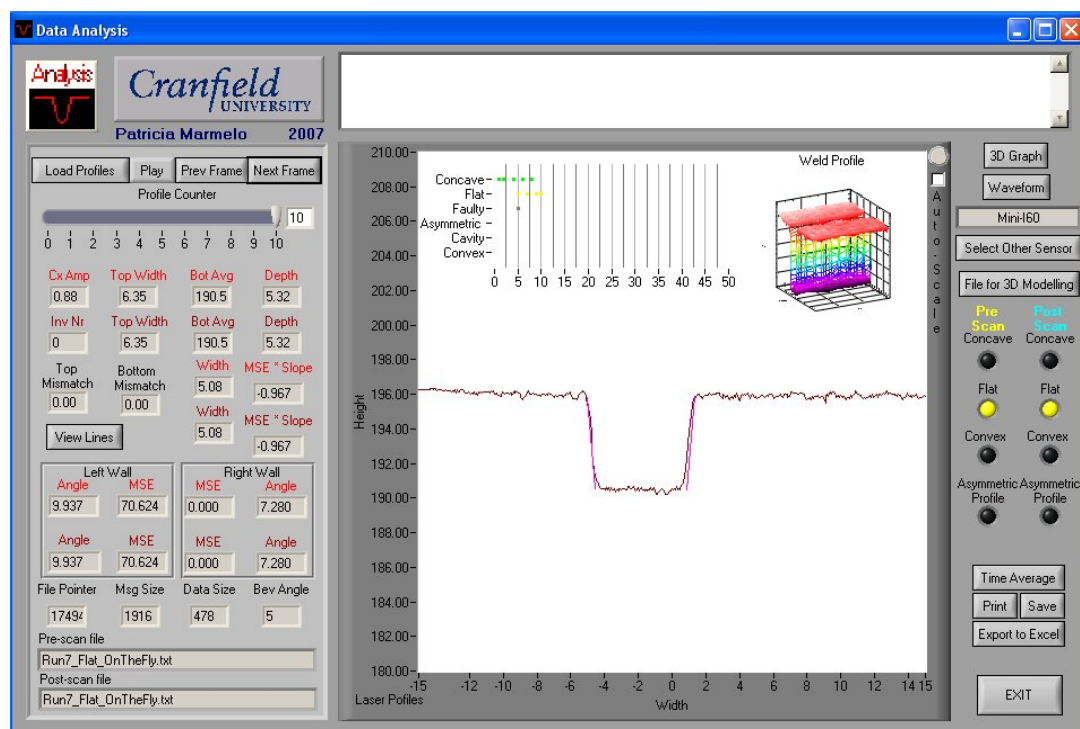 Data Analysis
Analysis
Cranfield
UNIVERSITY
Patricia Marmelo 2007
Load Profiles Play Prev Frame Next Frame
Profile Counter
10
0 1 2 3 4 5 6 7 8 9 10
Cx Amp Top Width Bot Avg Depth
0.88 6.35 190.5 5.32
Inv Nr Top Width Bot Avg Depth
0 6.35 190.5 5.32
Top Mismatch Bottom Mismatch Width MSE * Slope
0.00 0.00 5.08 -0.967
Width MSE * Slope
5.08 -0.967
View Lines
Left Wall Right Wall
Angle MSE MSE Angle
9.937 70.624 0.000 7.280
Angle MSE MSE Angle
9.937 70.624 0.000 7.280
File Pointer Msg Size Data Size Bev Angle
1916 478 5
Pre-scan file
Run7_Flat_OnTheFly.txt
Post-scan file
Run7_Flat_OnTheFly.txt
210.00
208.00
206.00
204.00
202.00
200.00
198.00
196.00
194.00
192.00
190.00
188.00
186.00
184.00
182.00
180.00
Height
-15 -12 -10 -8 -6 -4 -2 0 2 4 6 8 10 12 14 15
Laser Pofiles
Width
Concave
Flat
Faulty
Asymmetric
Cavity
Convex
0 5 10 15 20 25 30 35 40 45 50
Weld Profile
Auto-Scale
3D Graph
Waveform
Mini-I60
Select Other Sensor
File for 3D Modelling
Pre Scan Post Scan
Concave Concave
Flat Flat
Convex Convex
Asymmetric Profile Asymmetric Profile
Time Average
Print Save
Export to Excel
EXIT